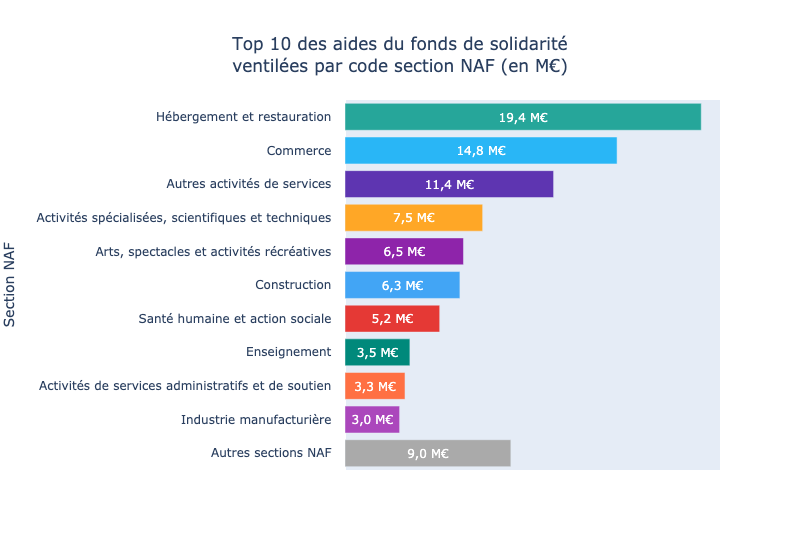 Top 10 des aides du fonds de solidarité
ventilées par code section NAF (en M€)
Section NAF
Hébergement et restauration 19,4 M€
Commerce 14,8 M€
Autres activités de services 11,4 M€
Activités spécialisées, scientifiques et techniques 7,5 M€
Arts, spectacles et activités récréatives 6,5 M€
Construction 6,3 M€
Santé humaine et action sociale 5,2 M€
Enseignement 3,5 M€
Activités de services administratifs et de soutien 3,3 M€
Industrie manufacturière 3,0 M€
Autres sections NAF 9,0 M€